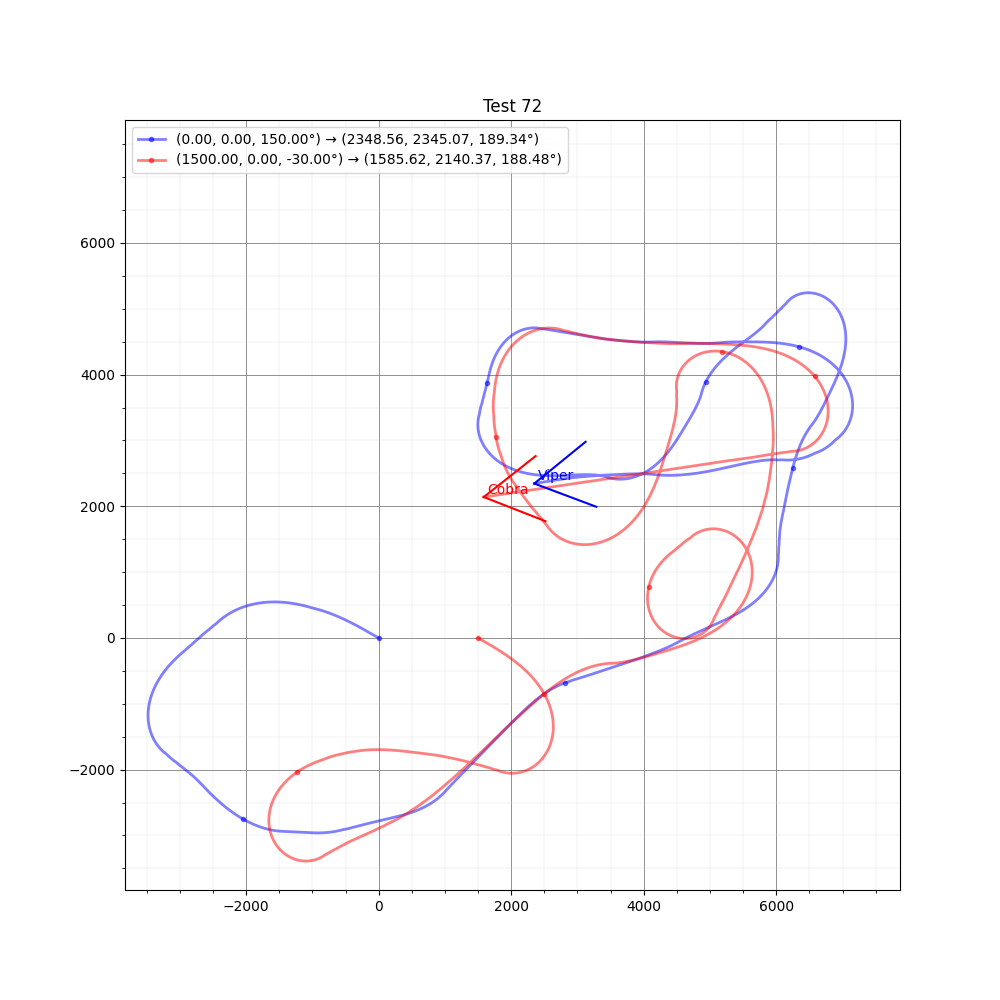 Test 72
(0.00, 0.00, 150.00°) → (2348.56, 2345.07, 189.34°)
(1500.00, 0.00, -30.00°) → (1585.62, 2140.37, 188.48°)
6000
4000
Viper
Cobra
2000
0
−2000
−2000 0 2000 4000 6000